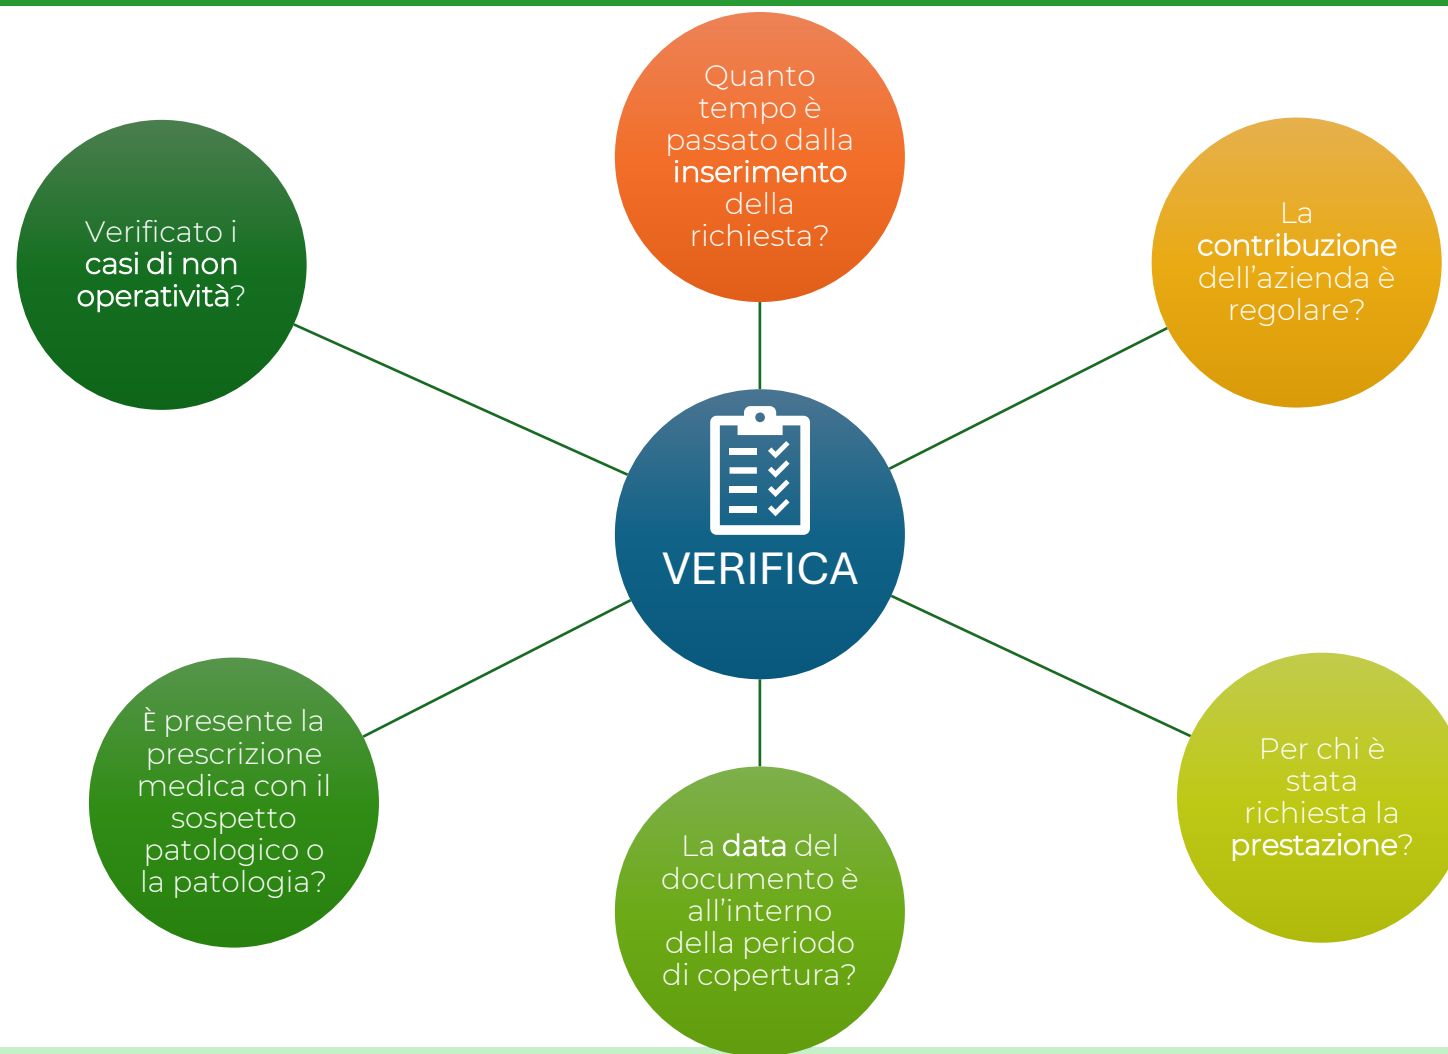 Quanto
tempo è
passato dalla
inserimento
della
richiesta?
Verificato i
casi di non
operatività?
La
contribuzione
dell'azienda è
regolare?
VERIFICA
È presente la
prescrizione
medica con il
sospetto
patologico o
la patologia?
La data del
documento è
all'interno
della periodo
di copertura?
Per chi è
stata
richiesta la
prestazione?